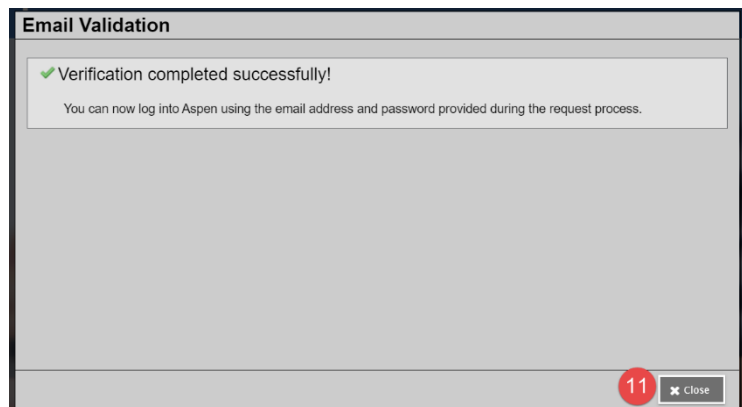 Email Validation
Verification completed successfully!
You can now log into Aspen using the email address and password provided during the request process.
11
Close